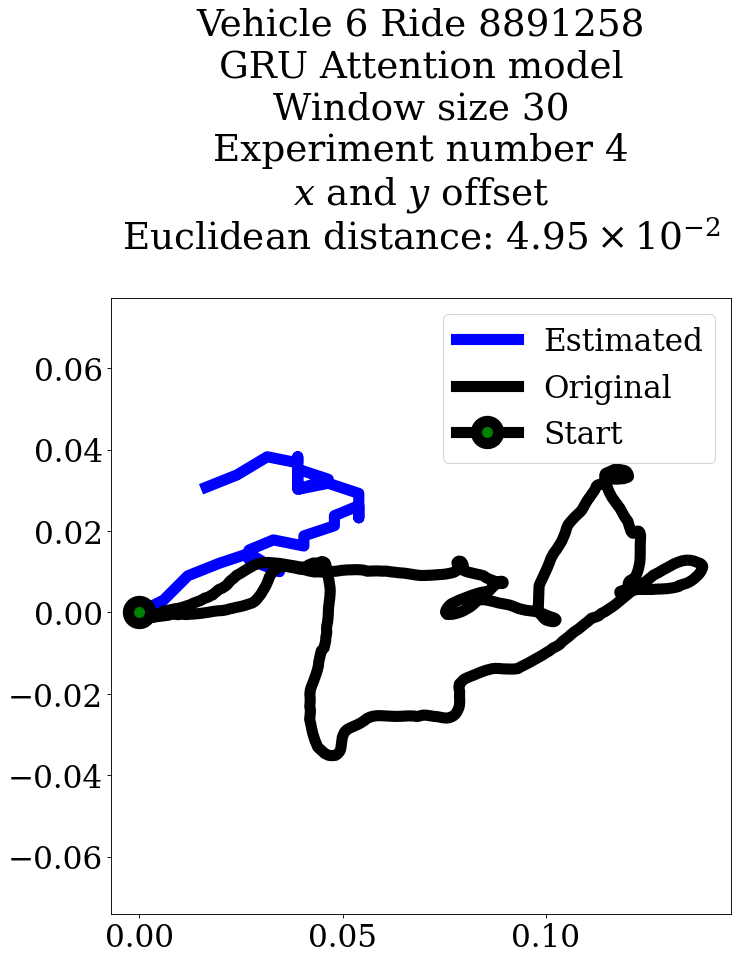 Vehicle 6 Ride 8891258
GRU Attention model
Window size 30
Experiment number 4
x and y offset
Euclidean distance: 4.95 × 10⁻²
Estimated
Original
Start
0.06
0.04
0.02
0.00
−0.02
−0.04
−0.06
0.00 0.05 0.10